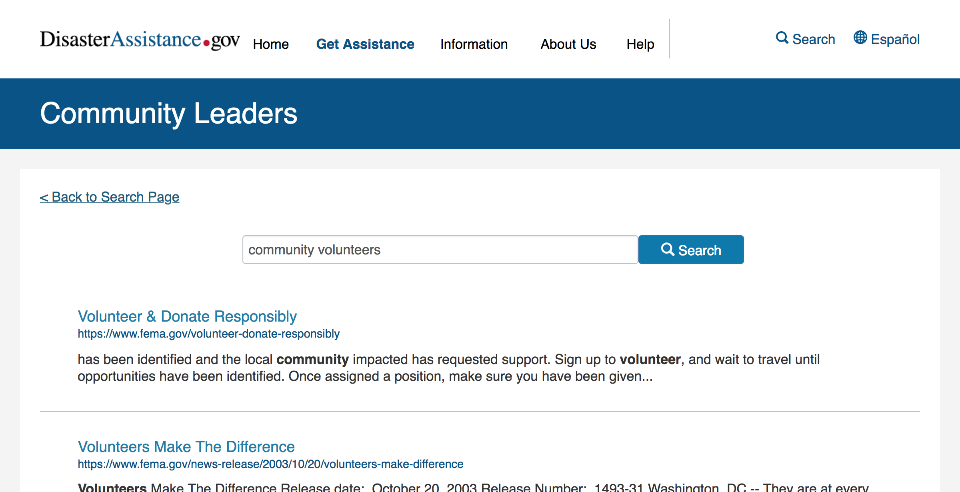 DisasterAssistance.gov Home Get Assistance Information About Us Help Search Español
Community Leaders
< Back to Search Page
community volunteers Search
Volunteer & Donate Responsibly
https://www.fema.gov/volunteer-donate-responsibly
has been identified and the local community impacted has requested support. Sign up to volunteer, and wait to travel until
opportunities have been identified. Once assigned a position, make sure you have been given...
Volunteers Make The Difference
https://www.fema.gov/news-release/2003/10/20/volunteers-make-difference
Volunteers Make The Difference Release date: October 20, 2003 Release Number: 1493-31 Washington, DC -- They are at every